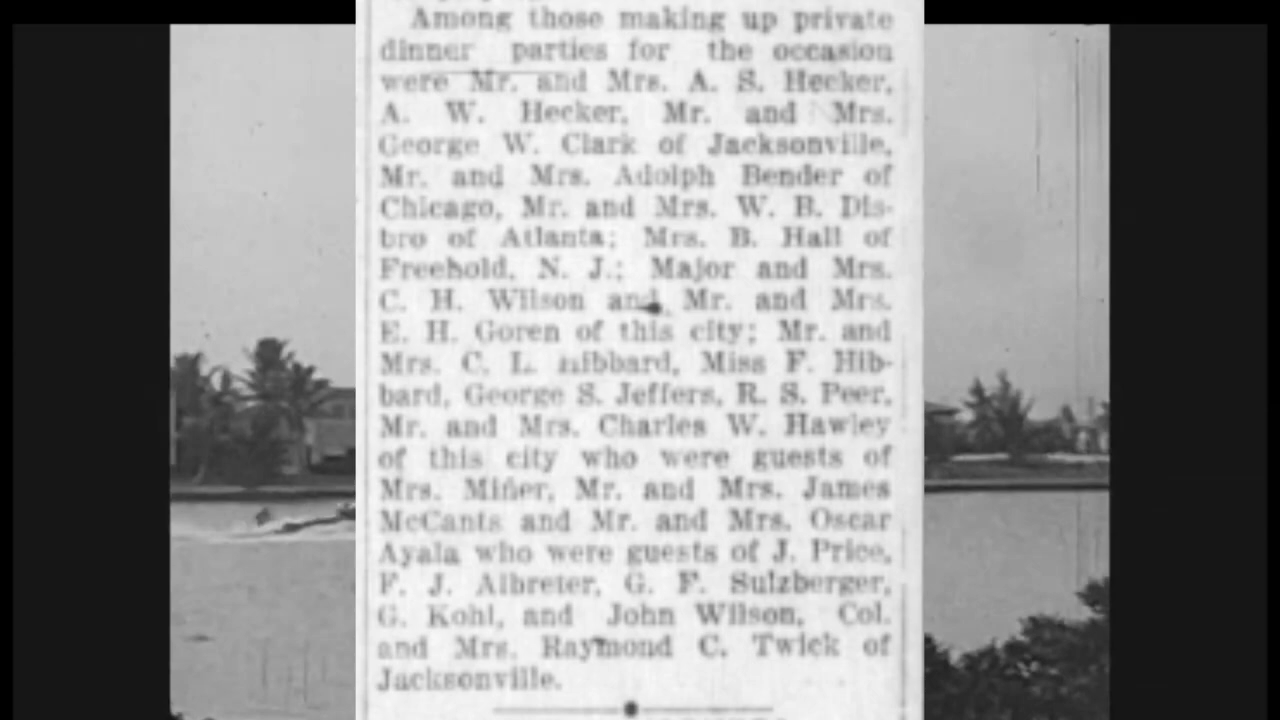 Among those making up private
dinner parties for the occasion
were Mr. and Mrs. A. S. Hecker,
A. W. Hecker, Mr. and Mrs.
George W. Clark of Jacksonville,
Mr. and Mrs. Adolph Bender of
Chicago, Mr. and Mrs. W. B. Dis-
bro of Atlanta; Mrs. B. Hall of
Freehold, N. J.; Major and Mrs.
C. H. Wilson and Mr. and Mrs.
E. H. Goren of this city; Mr. and
Mrs. C. L. Hibbard, Miss F. Hib-
bard, George S. Jeffers, R. S. Peer,
Mr. and Mrs. Charles W. Hawley
of this city who were guests of
Mrs. Miner, Mr. and Mrs. James
McCants and Mr. and Mrs. Oscar
Ayala who were guests of J. Price,
F. J. Albreter, G. F. Sulzberger,
G. Kohl, and John Wilson, Col.
and Mrs. Raymond C. Twick of
Jacksonville.